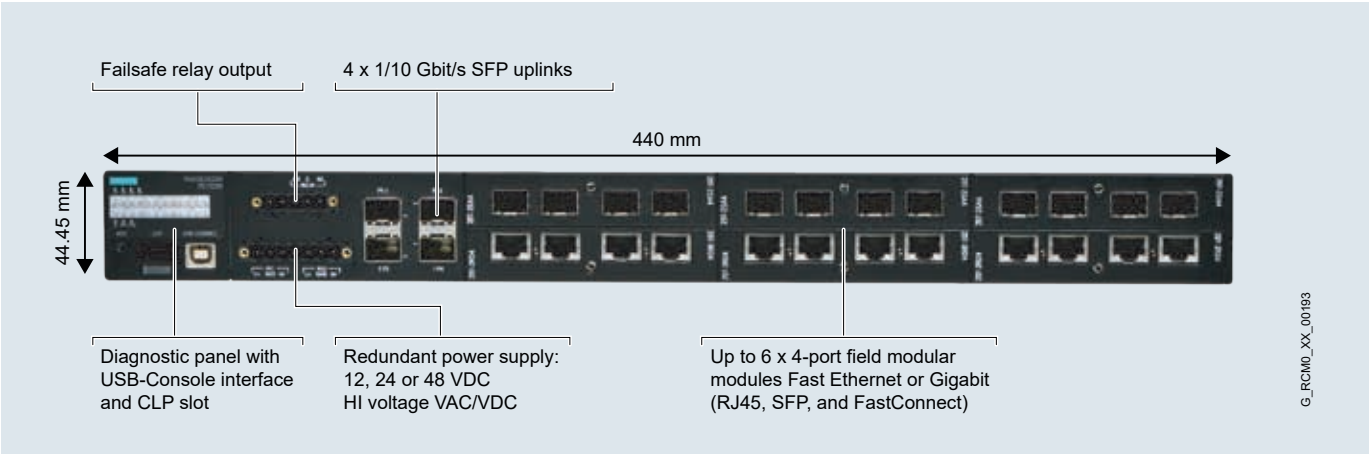 Failsafe relay output
4 x 1/10 Gbit/s SFP uplinks
440 mm
44.45 mm
Diagnostic panel with
USB-Console interface
and CLP slot
Redundant power supply:
12, 24 or 48 VDC
HI voltage VAC/VDC
Up to 6 x 4-port field modular
modules Fast Ethernet or Gigabit
(RJ45, SFP, and FastConnect)
G_RCM0_XX_00193